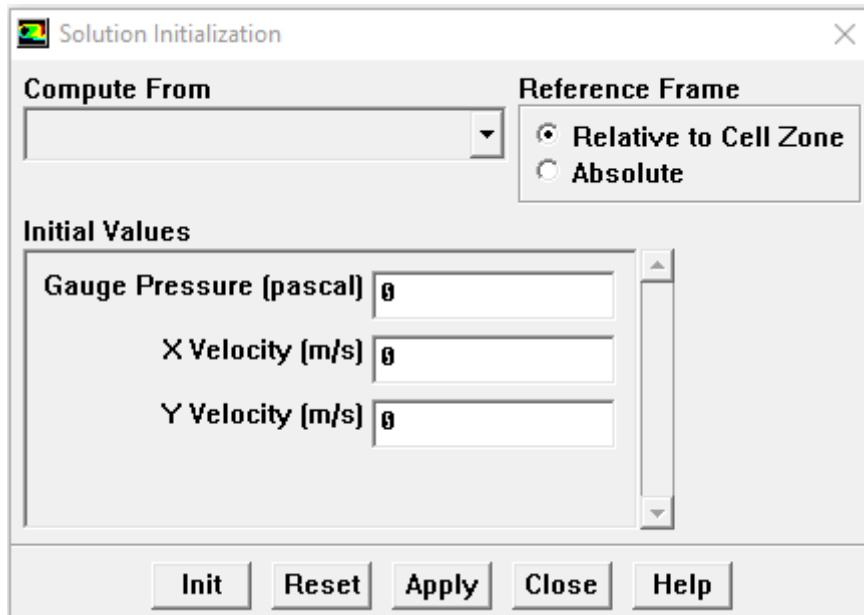 Solution Initialization
Compute From
Reference Frame
Relative to Cell Zone
Absolute
Initial Values
Gauge Pressure (pascal) 0
X Velocity (m/s) 0
Y Velocity (m/s) 0
Init Reset Apply Close Help